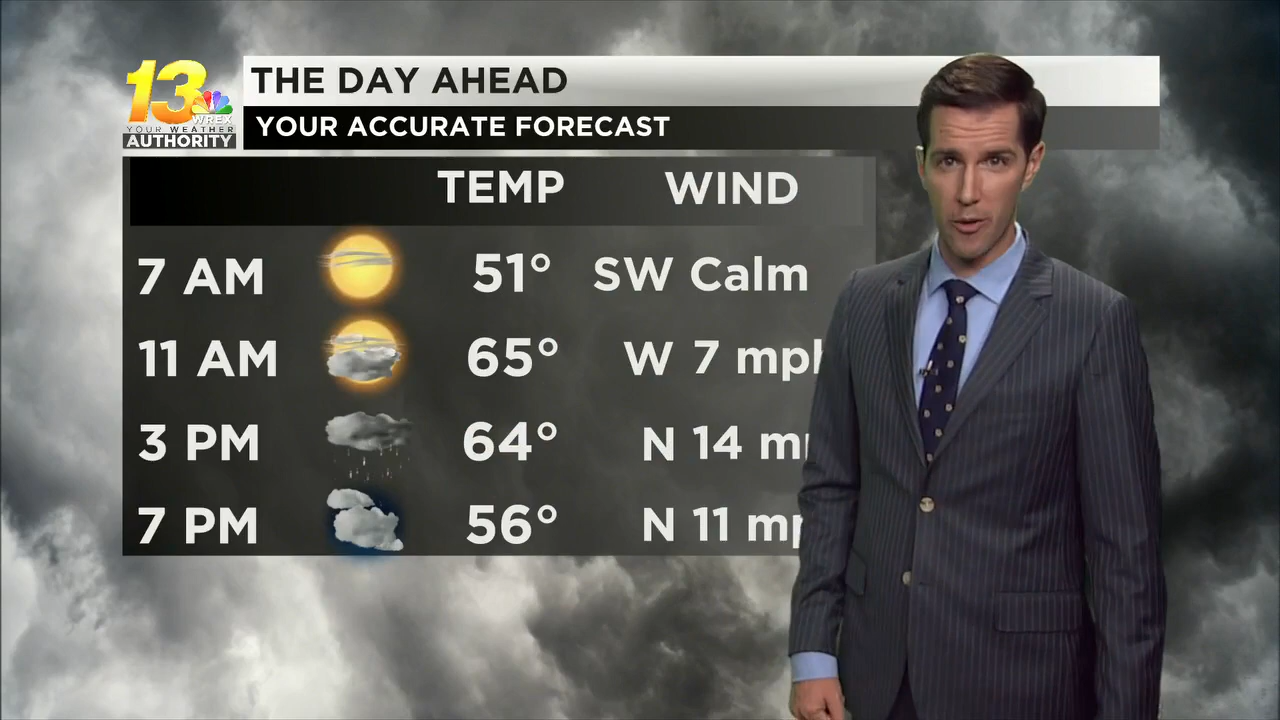 13
WREX
YOUR WEATHER
AUTHORITY
THE DAY AHEAD
YOUR ACCURATE FORECAST
TEMP WIND
7 AM 51° SW Calm
11 AM 65° W 7 mph
3 PM 64° N 14
7 PM 56° N 11